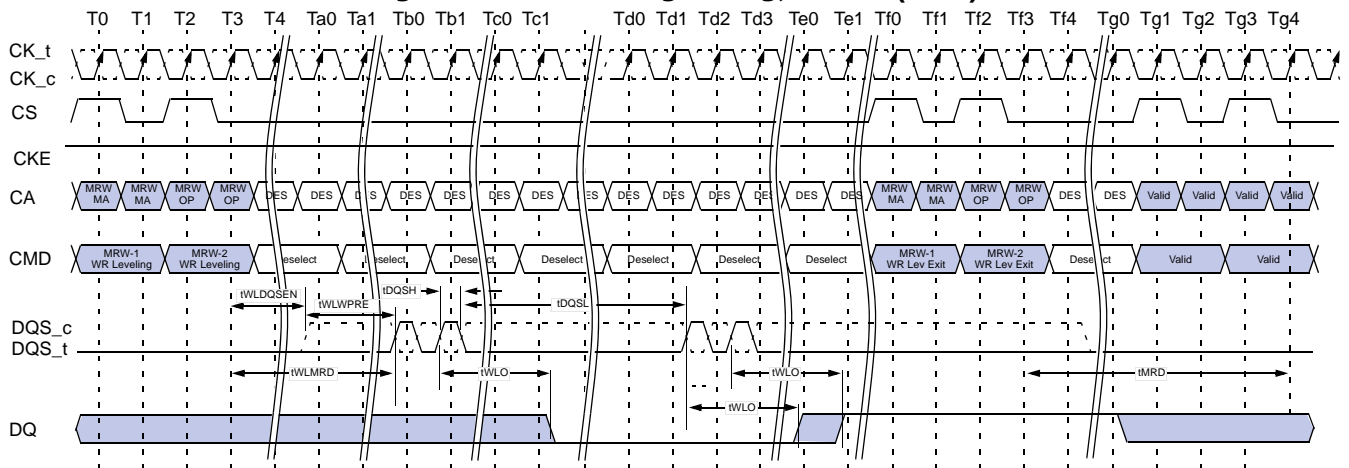 T0 T1 T2 T3 T4 Ta0 Ta1 Tb0 Tb1 Tc0 Tc1 Td0 Td1 Td2 Td3 Te0 Te1 Tf0 Tf1 Tf2 Tf3 Tf4 Tg0 Tg1 Tg2 Tg3 Tg4
CK_t
CK_c
CS
CKE
CA MRW MA MRW MA MRW OP MRW OP DES DES DES DES DES DES DES DES DES DES DES DES DES DES MRW MA MRW MA MRW OP MRW OP DES DES Valid Valid Valid Valid
CMD MRW-1 WR Leveling MRW-2 WR Leveling Deselect Deselect Deselect Deselect Deselect Deselect Deselect MRW-1 WR Lev Exit MRW-2 WR Lev Exit Deselect Valid Valid
tWLDQSEN tWLWPRE tDQSH tDQSL
DQS_c
DQS_t
tWLMRD tWLO tWLO tMRD
tWLO
DQ